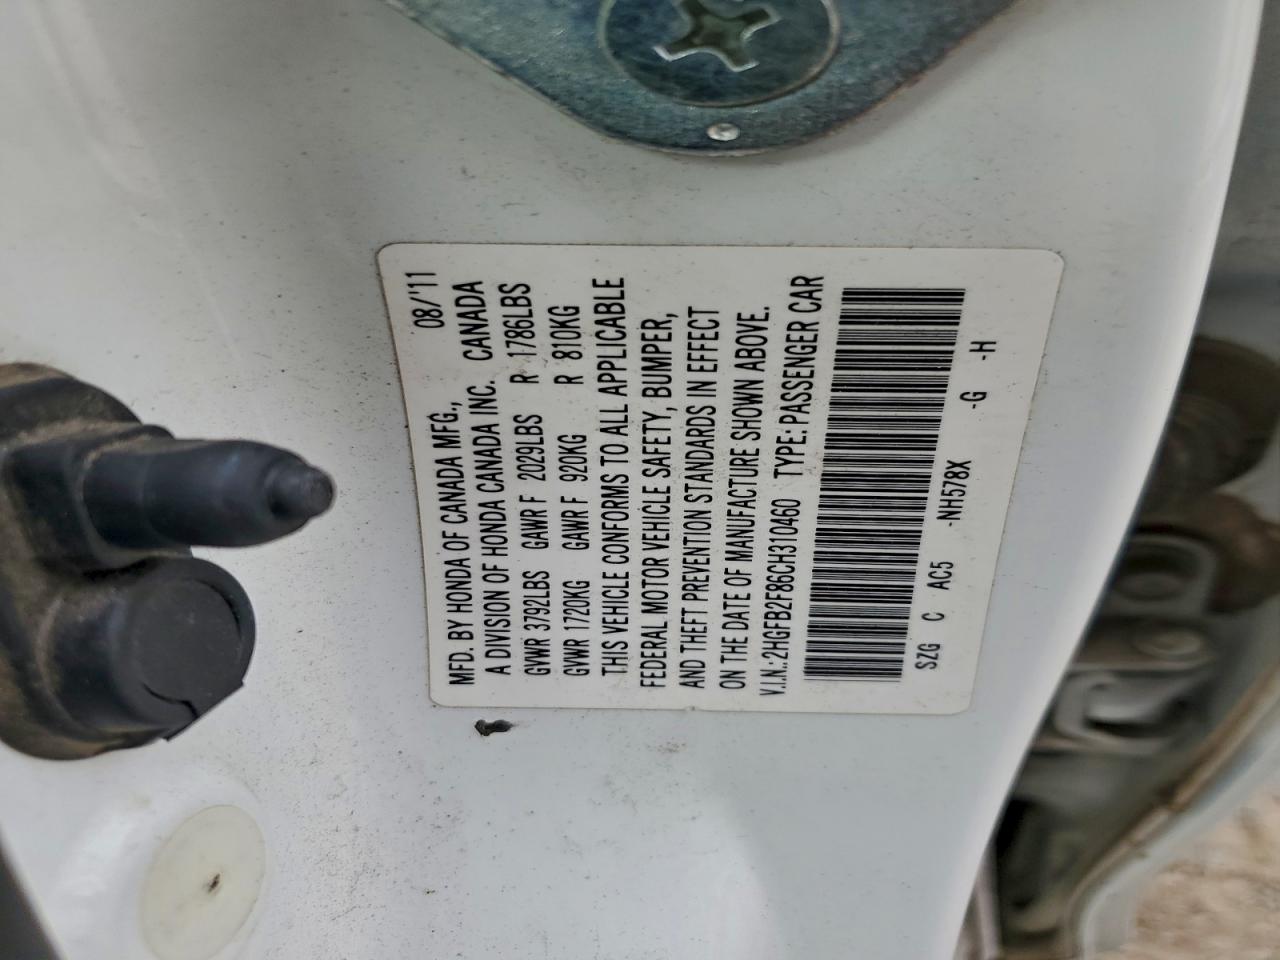 MFD. BY HONDA OF CANADA MFG., 08/'11
A DIVISION OF HONDA CANADA INC. CANADA
GVWR 3792LBS GAWR F 2029LBS R 1786LBS
GVWR 1720KG GAWR F 920KG R 810KG
THIS VEHICLE CONFORMS TO ALL APPLICABLE
FEDERAL MOTOR VEHICLE SAFETY, BUMPER,
AND THEFT PREVENTION STANDARDS IN EFFECT
ON THE DATE OF MANUFACTURE SHOWN ABOVE.
V.I.N.:2HGFB2F86CH310460 TYPE:PASSENGER CAR
SZG C AC5 -NH578X -G -H